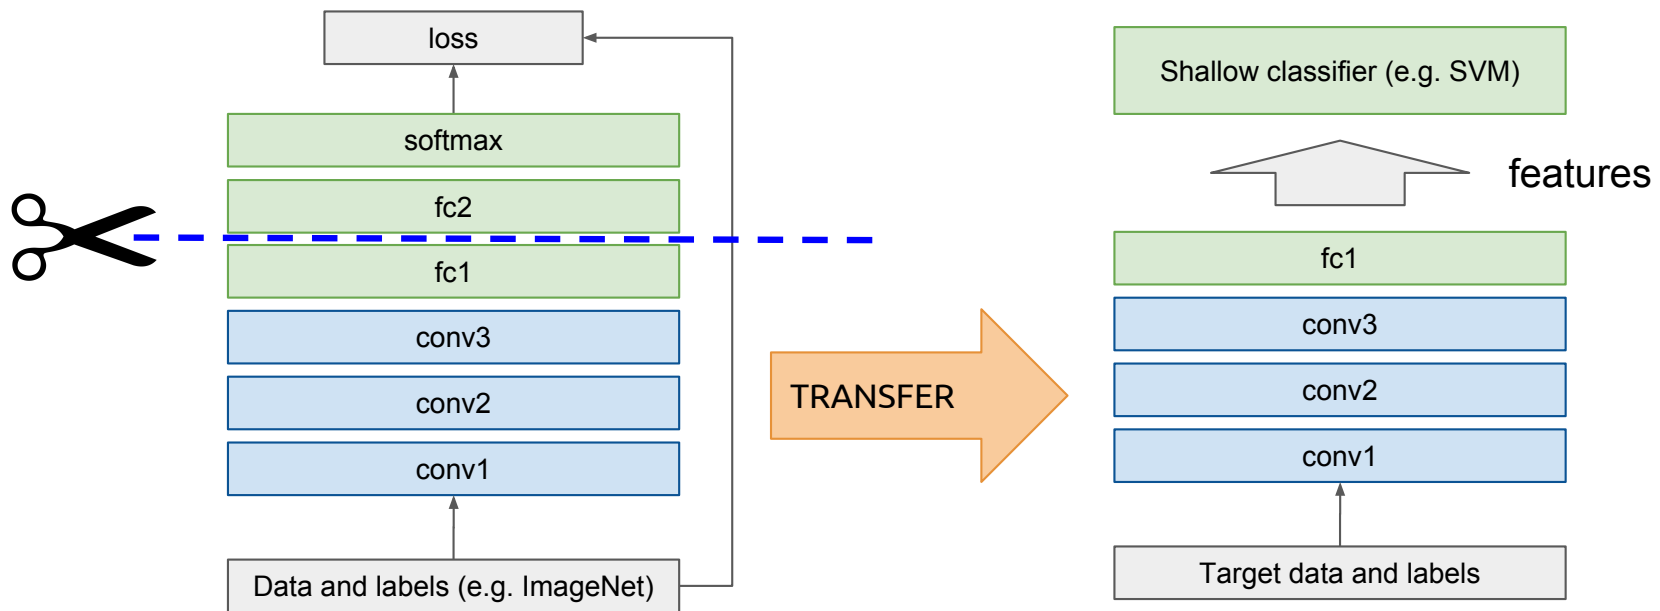 loss
softmax
fc2
fc1
conv3
conv2
conv1
Data and labels (e.g. ImageNet)
TRANSFER
Shallow classifier (e.g. SVM)
features
fc1
conv3
conv2
conv1
Target data and labels